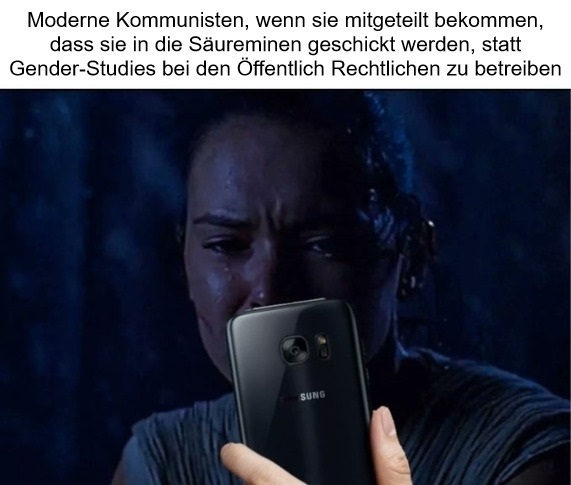 Moderne Kommunisten, wenn sie mitgeteilt bekommen,
dass sie in die Säureminen geschickt werden, statt
Gender-Studies bei den Öffentlich Rechtlichen zu betreiben
SUNG